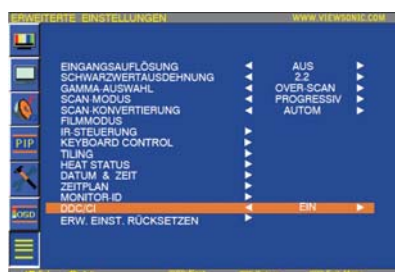 ERWEITERTE EINSTELLUNGEN WWW.VIEWSONIC.COM
EINGANGSAUFLÖSUNG
SCHWARZWERTAUSDEHNUNG AUS
GAMMA-AUSWAHL 2.2
SCAN-MODUS OVER-SCAN
SCAN-KONVERTIERUNG PROGRESSIV
FILMMODUS AUTOM
IR-STEUERUNG
KEYBOARD CONTROL
TILING
HEAT STATUS
DATUM & ZEIT
ZEITPLAN
MONITOR-ID
DDC/CI EIN
ERW. EINST. RÜCKSETZEN
PIP
OSD